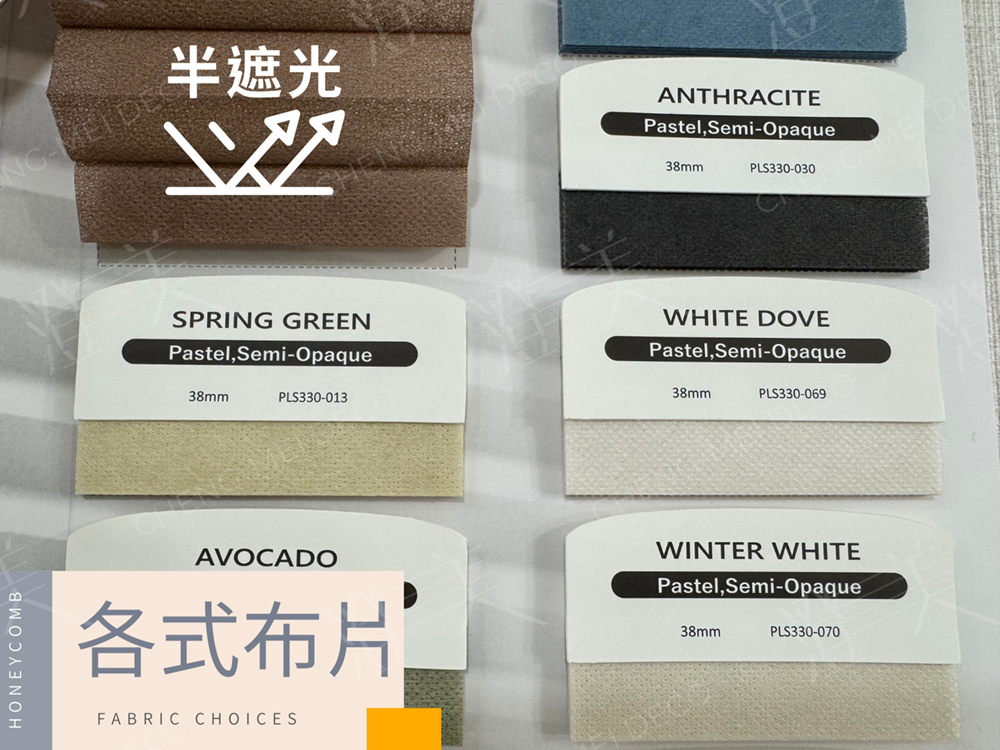 半遮光
ANTHRACITE
Pastel,Semi-Opaque
38mm PLS330-030
SPRING GREEN
Pastel,Semi-Opaque
38mm PLS330-013
WHITE DOVE
Pastel,Semi-Opaque
38mm PLS330-069
AVOCADO
WINTER WHITE
Pastel,Semi-Opaque
38mm PLS330-070
HONEYCOMB
各式布片
FABRIC CHOICES